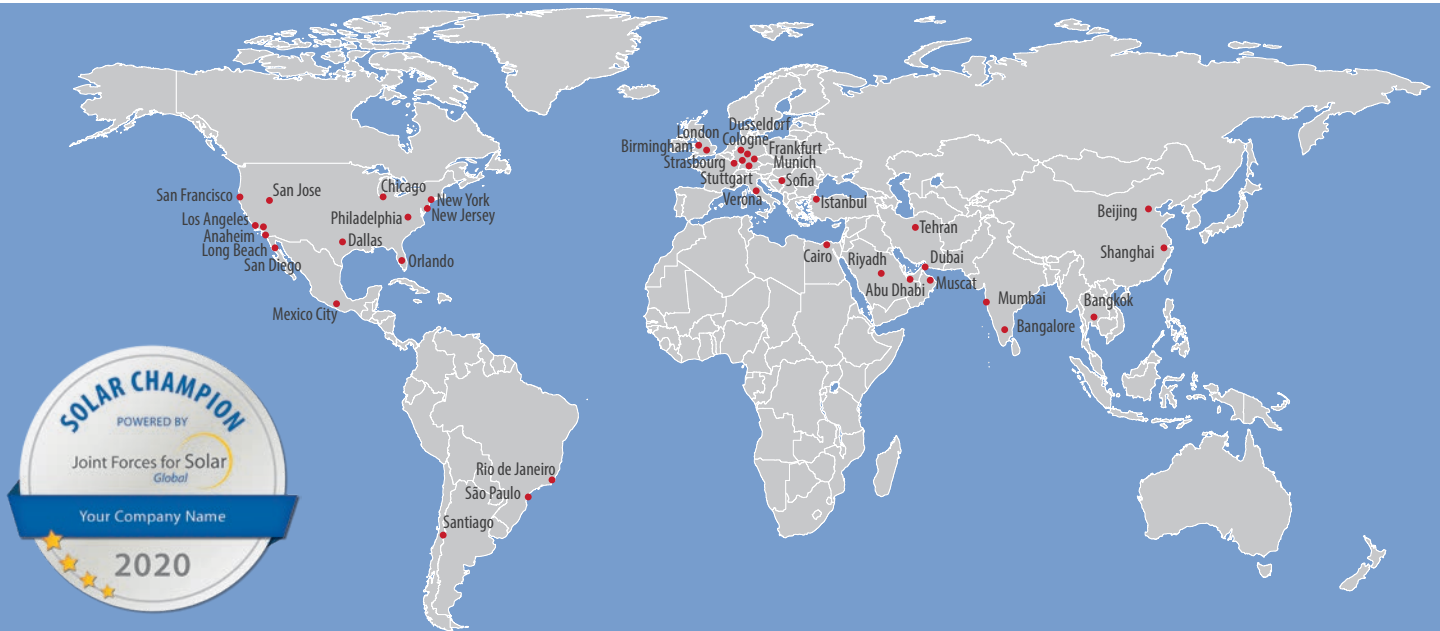 San Francisco
San Jose
Chicago
New York
New Jersey
Philadelphia
Los Angeles
Anaheim
Long Beach
San Diego
Dallas
Orlando
Mexico City
Rio de Janeiro
São Paulo
Santiago
London
Birmingham
Dusseldorf
Cologne
Frankfurt
Strasbourg
Munich
Stuttgart
Sofia
Verona
Istanbul
Tehran
Cairo
Riyadh
Dubai
Abu Dhabi
Muscat
Mumbai
Bangalore
Bangkok
Beijing
Shanghai
SOLAR CHAMPION
POWERED BY
Joint Forces for Solar
Global
Your Company Name
2020